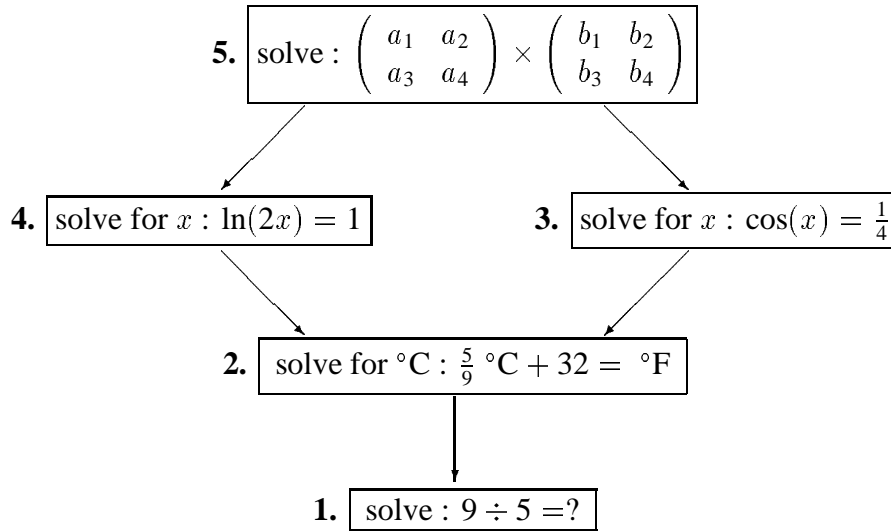 5. solve : ( a₁ a₂ ) × ( b₁ b₂ )
( a₃ a₄ ) ( b₃ b₄ )
4. solve for x : ln(2x) = 1
3. solve for x : cos(x) = 1/4
2. solve for °C : 5/9 °C + 32 = °F
1. solve : 9 ÷ 5 =?